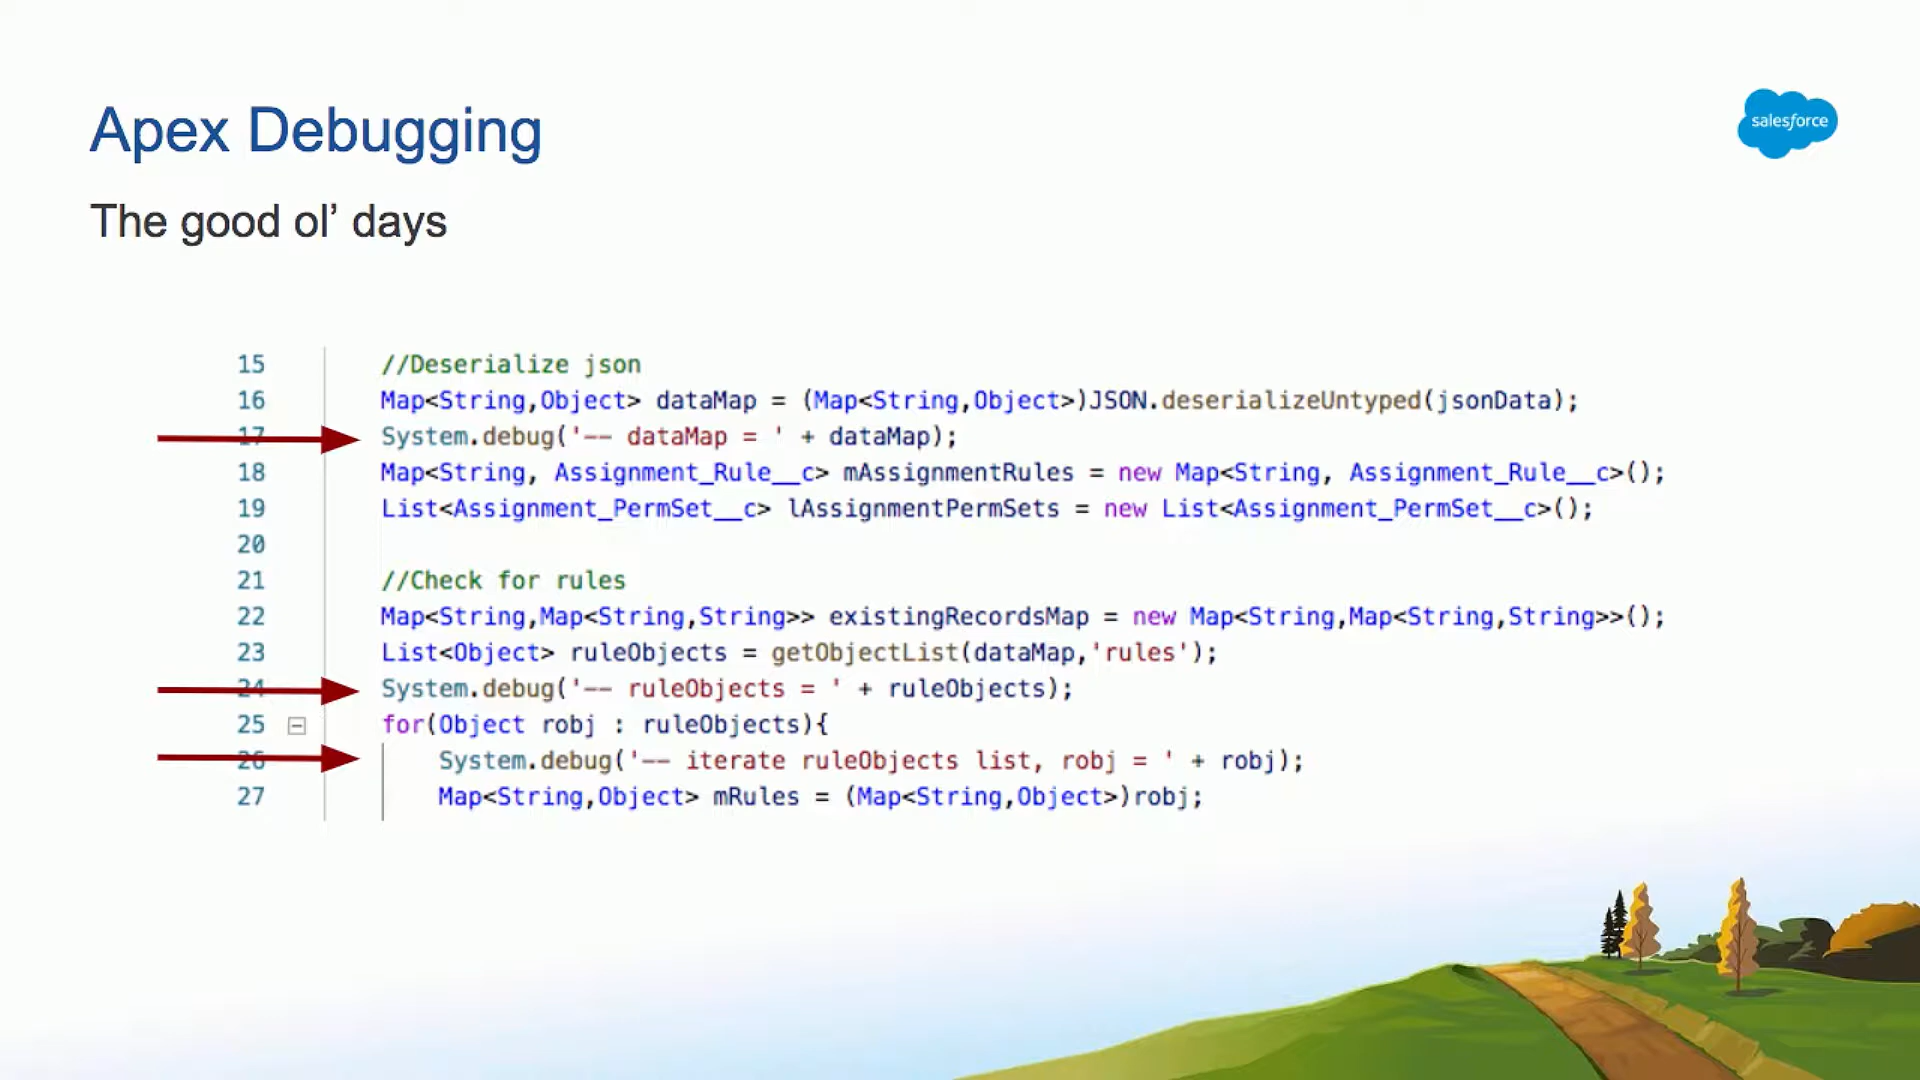 Apex Debugging
salesforce
The good ol’ days
15 //Deserialize json
16 Map<String,Object> dataMap = (Map<String,Object>)JSON.deserializeUntyped(jsonData);
17 System.debug('-- dataMap = ' + dataMap);
18 Map<String, Assignment_Rule__c> mAssignmentRules = new Map<String, Assignment_Rule__c>();
19 List<Assignment_PermSet__c> lAssignmentPermSets = new List<Assignment_PermSet__c>();
20
21 //Check for rules
22 Map<String,Map<String,String>> existingRecordsMap = new Map<String,Map<String,String>>();
23 List<Object> ruleObjects = getObjectList(dataMap,'rules');
24 System.debug('-- ruleObjects = ' + ruleObjects);
25 for(Object robj : ruleObjects){
26 System.debug('-- iterate ruleObjects list, robj = ' + robj);
27 Map<String,Object> mRules = (Map<String,Object>)robj;